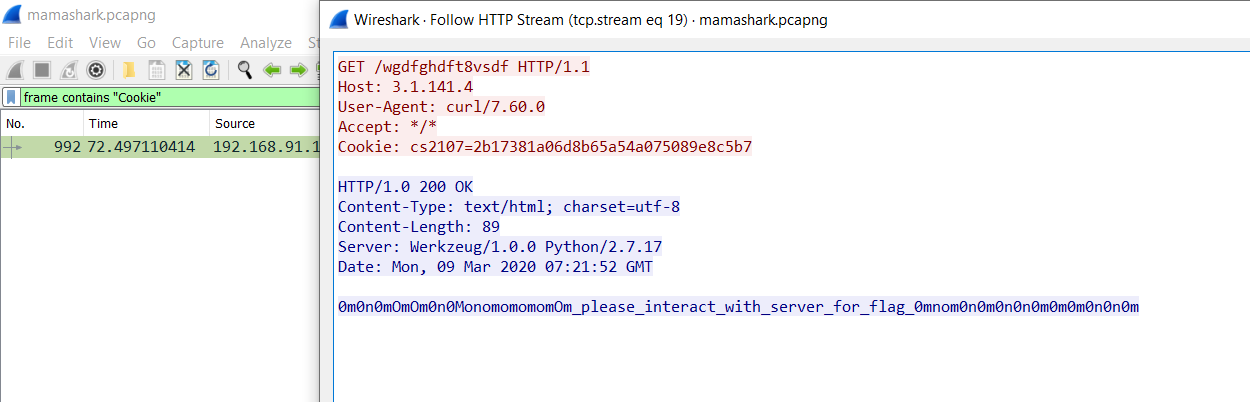 mamashark.pcapng
File Edit View Go Capture Analyze
frame contains "Cookie"
No. Time Source
992 72.497110414 192.168.91.1
Wireshark · Follow HTTP Stream (tcp.stream eq 19) · mamashark.pcapng
GET /wgdfghdft8vsdf HTTP/1.1
Host: 3.1.141.4
User-Agent: curl/7.60.0
Accept: */*
Cookie: cs2107=2b17381a06d8b65a54a075089e8c5b7
HTTP/1.0 200 OK
Content-Type: text/html; charset=utf-8
Content-Length: 89
Server: Werkzeug/1.0.0 Python/2.7.17
Date: Mon, 09 Mar 2020 07:21:52 GMT
0m0n0mOmOm0n0MonomomomomOm_please_interact_with_server_for_flag_0mnom0n0m0n0n0m0m0m0n0n0m